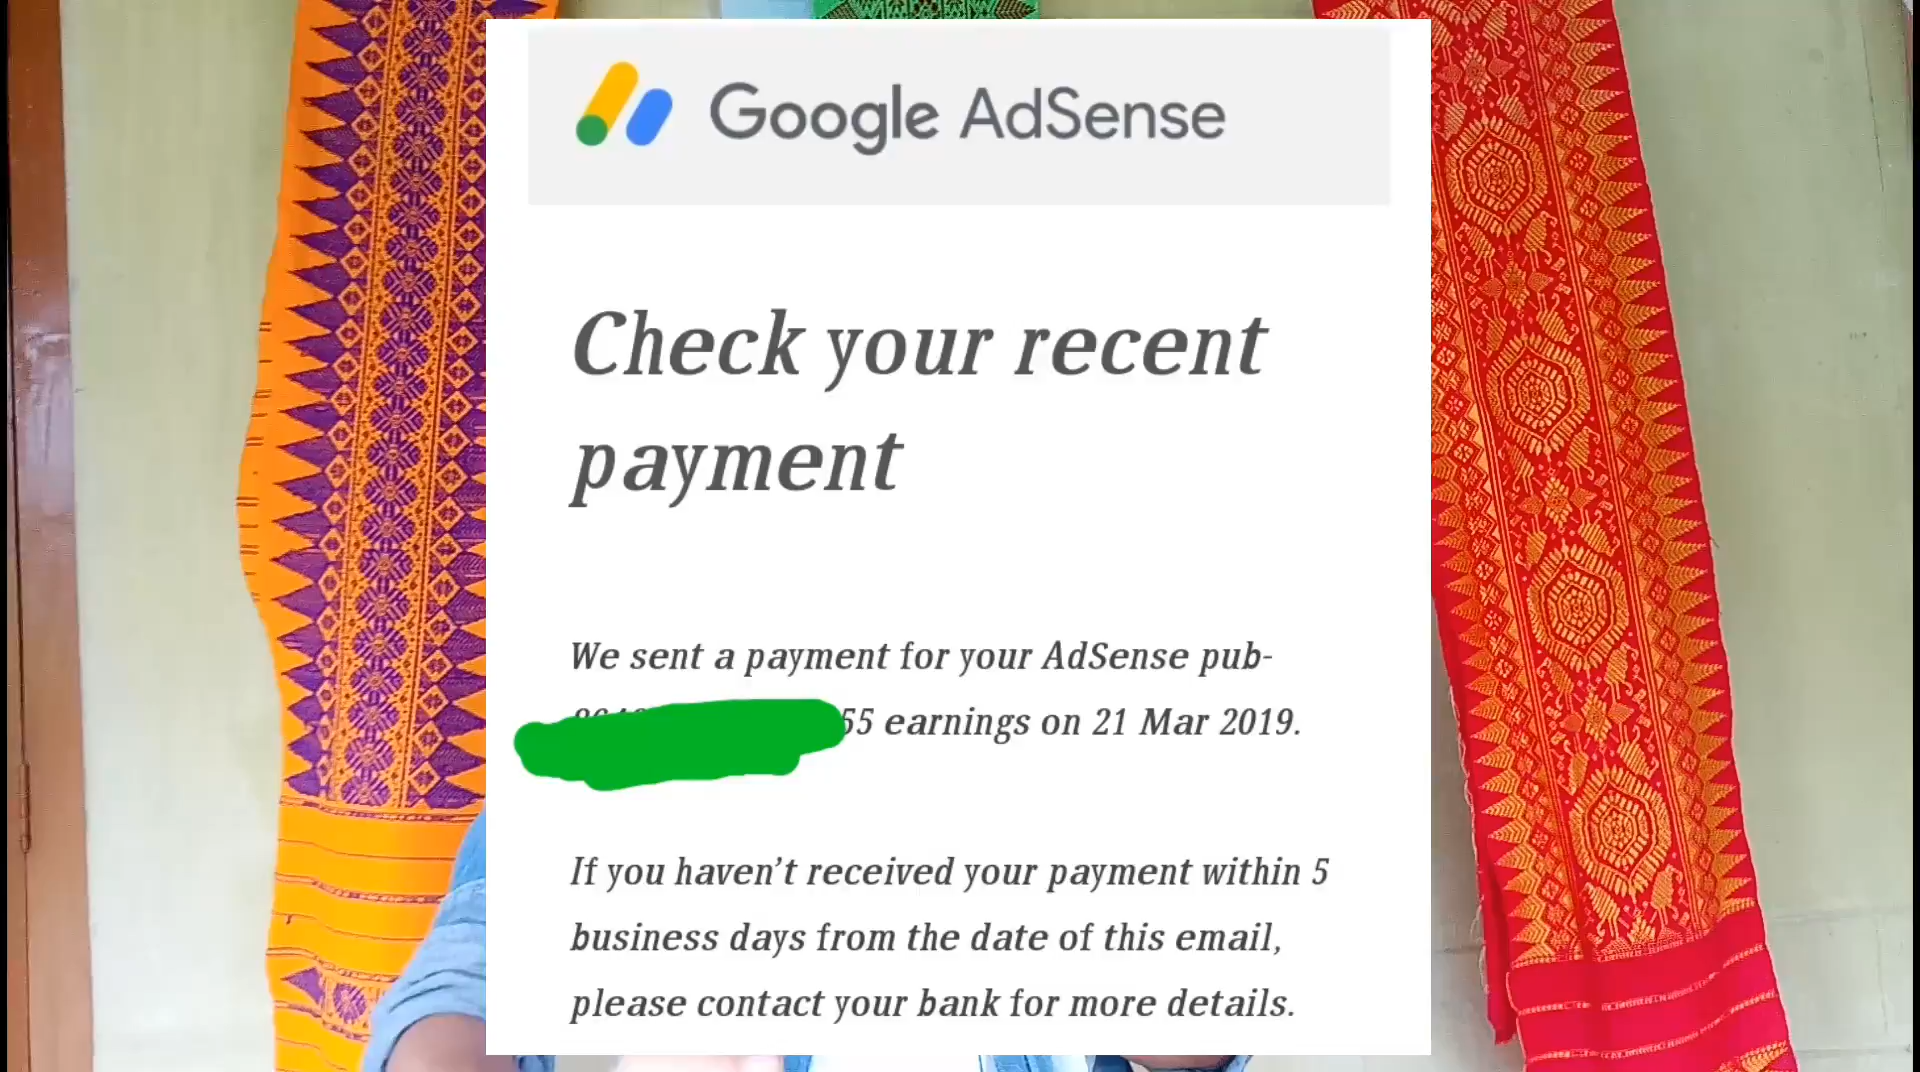 Google AdSense
Check your recent
payment
We sent a payment for your AdSense pub-
55 earnings on 21 Mar 2019.
If you haven't received your payment within 5
business days from the date of this email,
please contact your bank for more details.